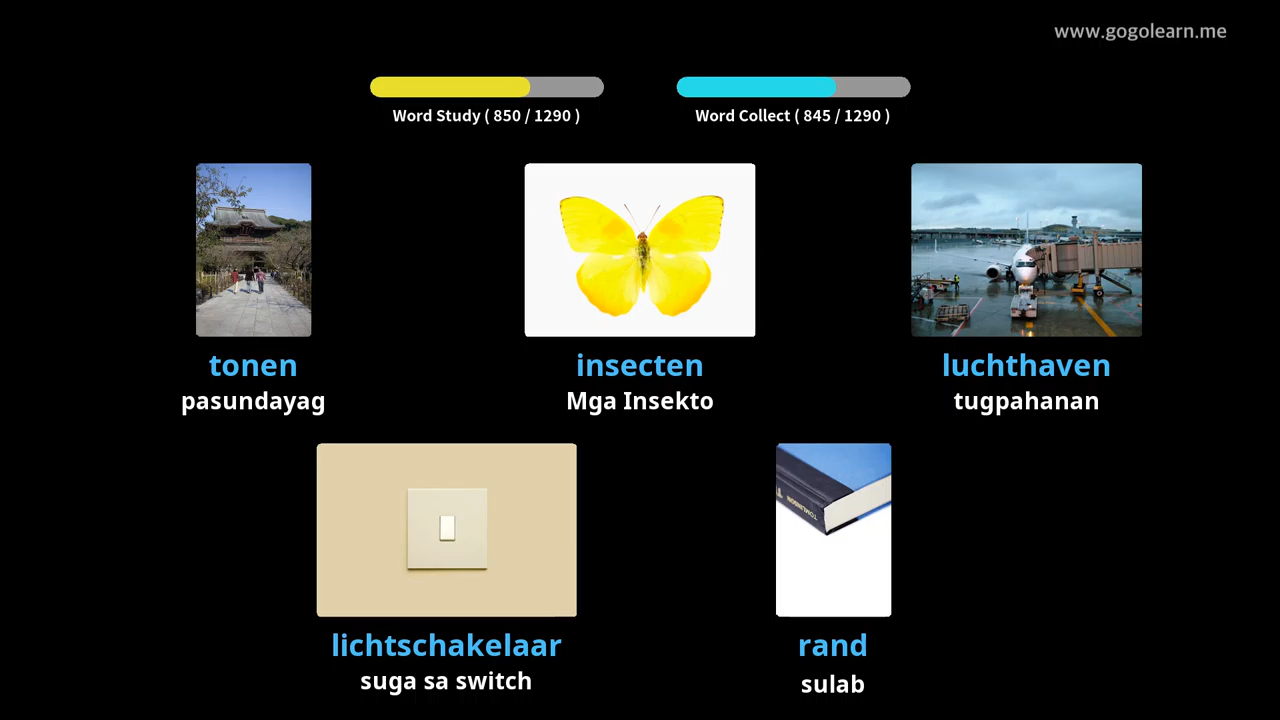 www.gogolearn.me
Word Study ( 850 / 1290 )
Word Collect ( 845 / 1290 )
tonen
pasundayag
insecten
Mga Insekto
luchthaven
tugpahanan
TOMLINSON
lichtschakelaar
suga sa switch
rand
sulab